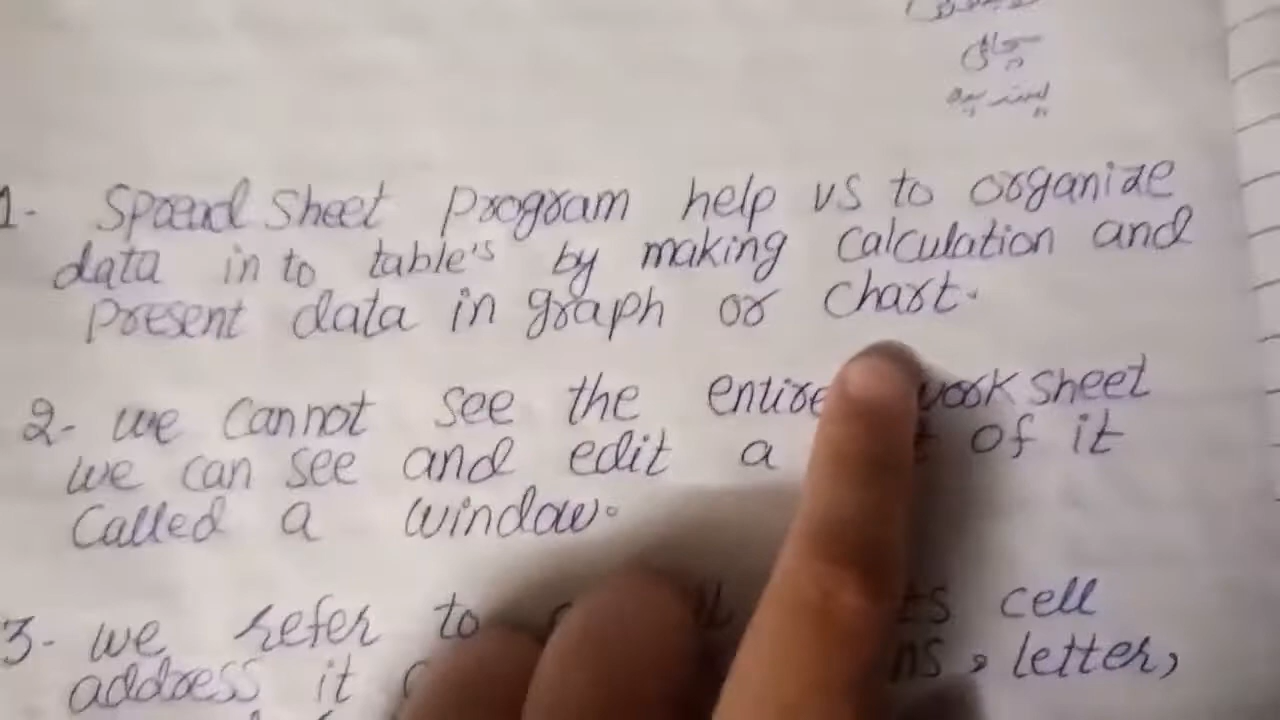 1- Spread Sheet program help us to organize
data in to table's by making calculation and
present data in graph or chart.
2- we cannot see the entire work sheet
we can see and edit a of it
Called a window.
3- we refer to cell
address it letter,